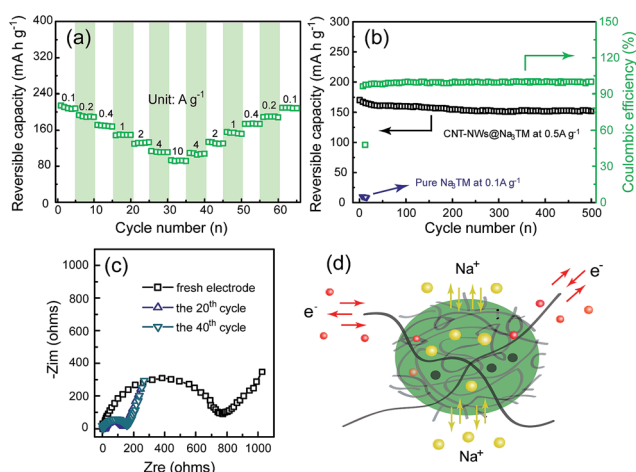 (a)
Reversible capacity (mA h g⁻¹)
400
320
240
160
80
0
0.1
0.2
0.4
1
2
4
10
4
2
1
0.4
0.2
0.1
Unit: A g⁻¹
0 10 20 30 40 50 60
Cycle number (n)
(b)
Reversible capacity (mA h g⁻¹)
300
250
200
150
100
50
0
CNT-NWs@Na₃TM at 0.5A g⁻¹
Pure Na₃TM at 0.1A g⁻¹
0 100 200 300 400 500
Cycle number (n)
150
120
90
60
30
0
Coulombic efficiency (%)
(c)
-Zim (ohms)
1000
800
600
400
200
0
fresh electrode
the 20ᵗʰ cycle
the 40ᵗʰ cycle
0 200 400 600 800 1000
Zre (ohms)
(d)
Na⁺
e⁻
e⁻
Na⁺